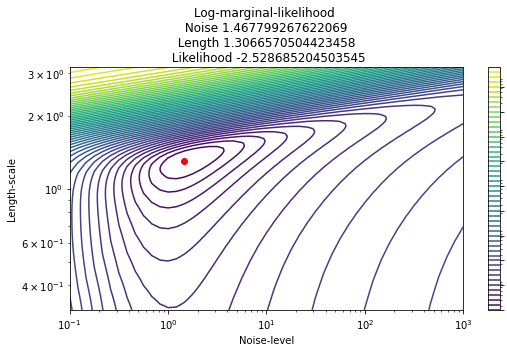 Log-marginal-likelihood
Noise 1.467799267622069
Length 1.3066570504423458
Likelihood -2.528685204503545
3 × 10⁰
2 × 10⁰
10⁰
6 × 10⁻¹
4 × 10⁻¹
Length-scale
10⁻¹ 10⁰ 10¹ 10² 10³
Noise-level